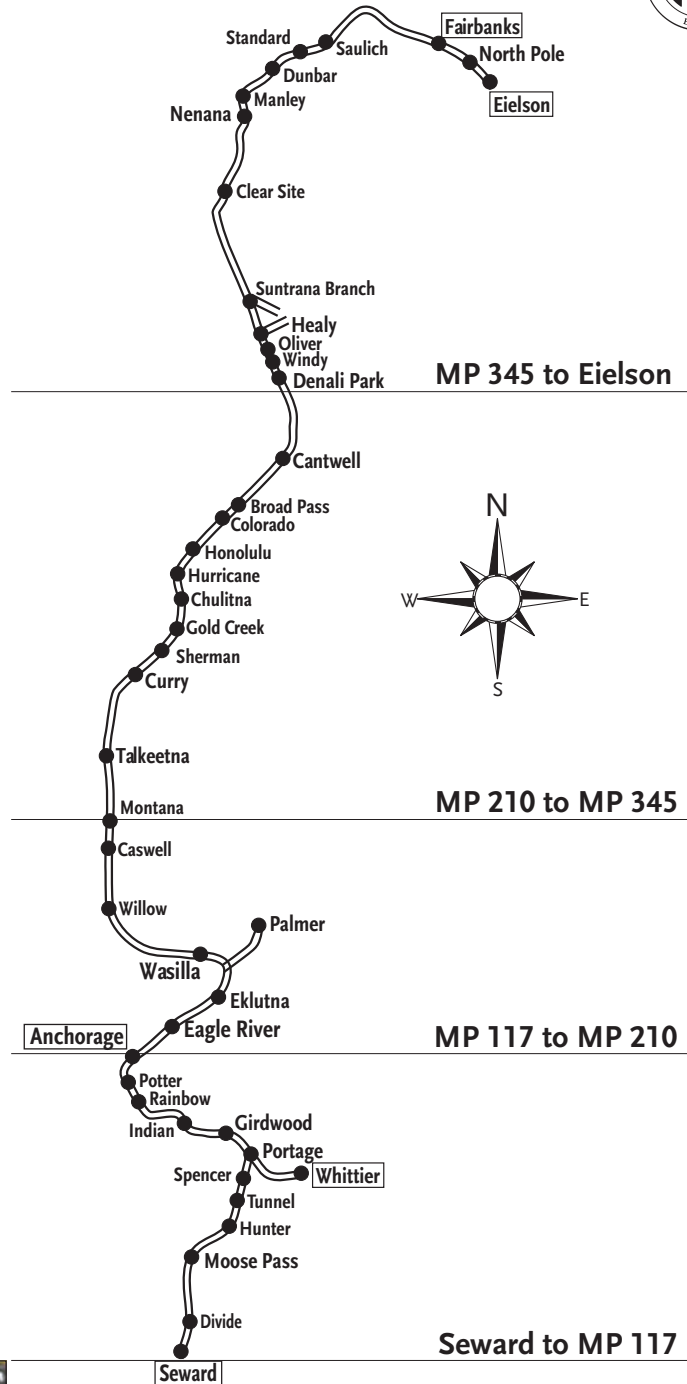 Fairbanks
Standard
Saulich
North Pole
Dunbar
Eielson
Manley
Nenana
Clear Site
Suntrana Branch
Healy
Oliver
Windy
Denali Park
MP 345 to Eielson
Cantwell
Broad Pass
Colorado
N
Honolulu
Hurricane
W
E
Chulitna
Gold Creek
Sherman
S
Curry
Talkeetna
Montana
MP 210 to MP 345
Caswell
Willow
Palmer
Wasilla
Eklutna
Eagle River
Anchorage
MP 117 to MP 210
Potter
Rainbow
Indian
Girdwood
Portage
Spencer
Whittier
Tunnel
Hunter
Moose Pass
Divide
Seward to MP 117
Seward